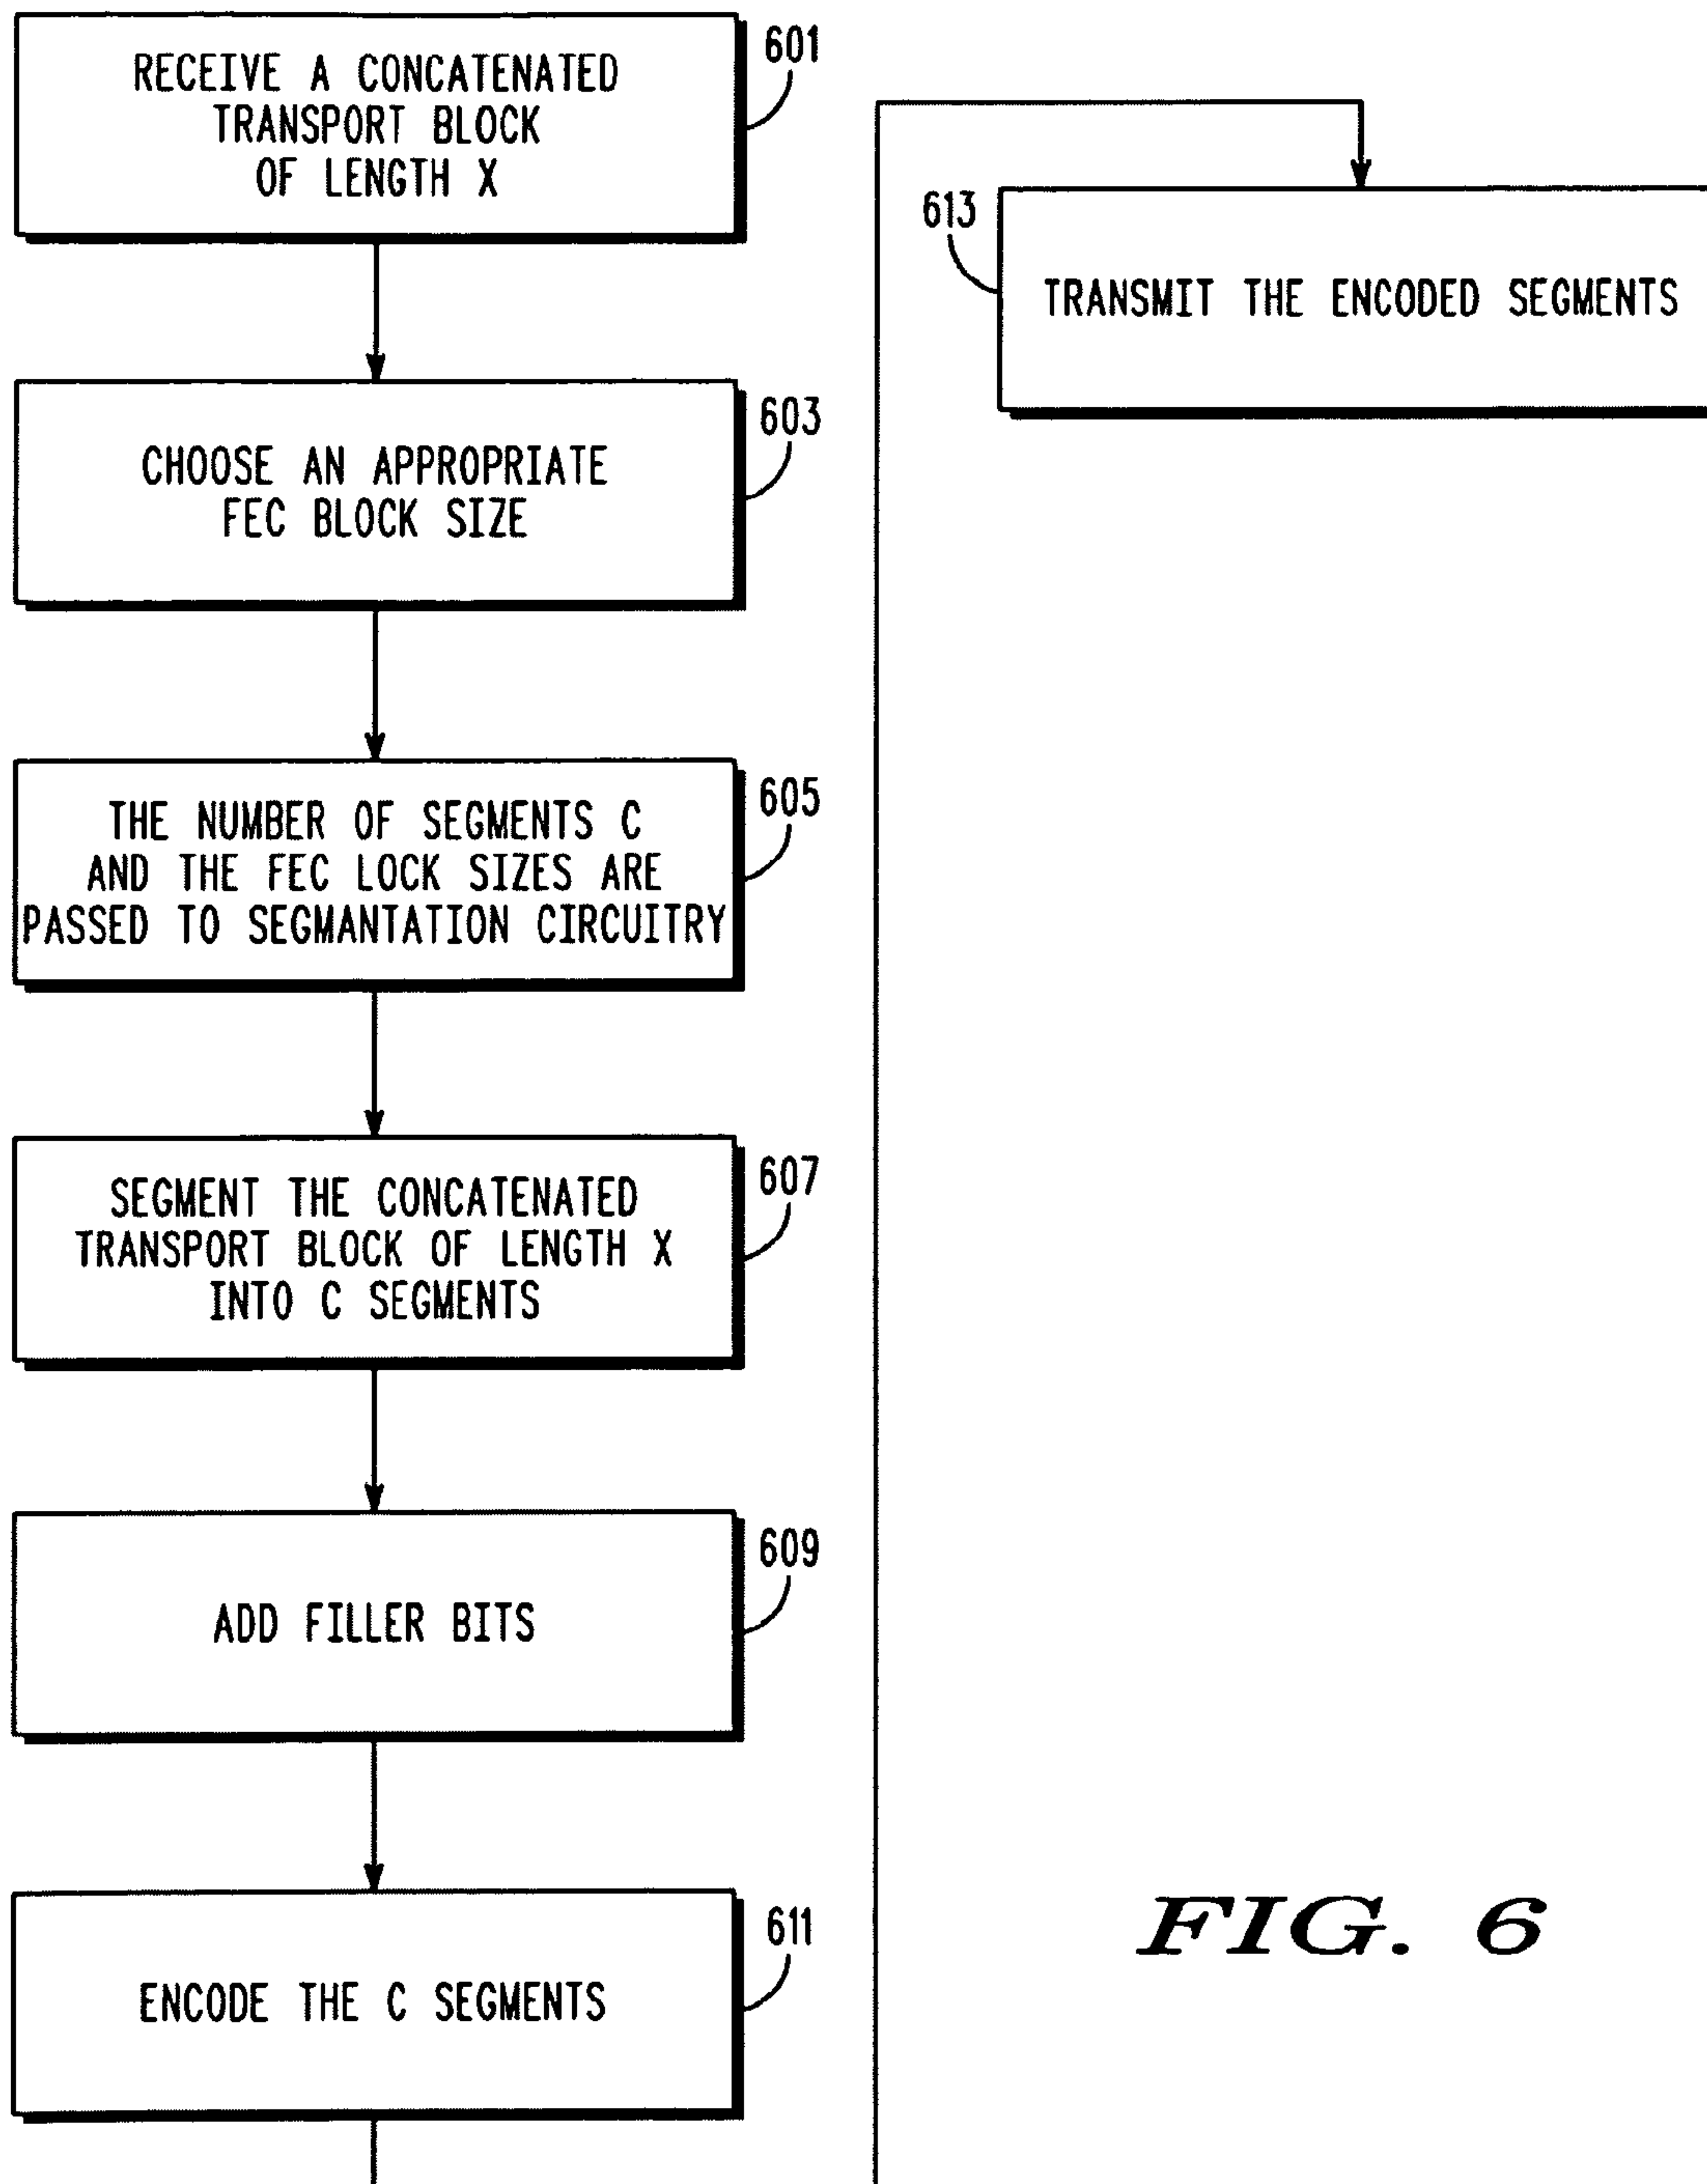 601
RECEIVE A CONCATENATED
TRANSPORT BLOCK
OF LENGTH X
603
CHOOSE AN APPROPRIATE
FEC BLOCK SIZE
605
THE NUMBER OF SEGMENTS C
AND THE FEC LOCK SIZES ARE
PASSED TO SEGMANTATION CIRCUITRY
607
SEGMENT THE CONCATENATED
TRANSPORT BLOCK OF LENGTH X
INTO C SEGMENTS
609
ADD FILLER BITS
611
ENCODE THE C SEGMENTS
613
TRANSMIT THE ENCODED SEGMENTS
FIG. 6